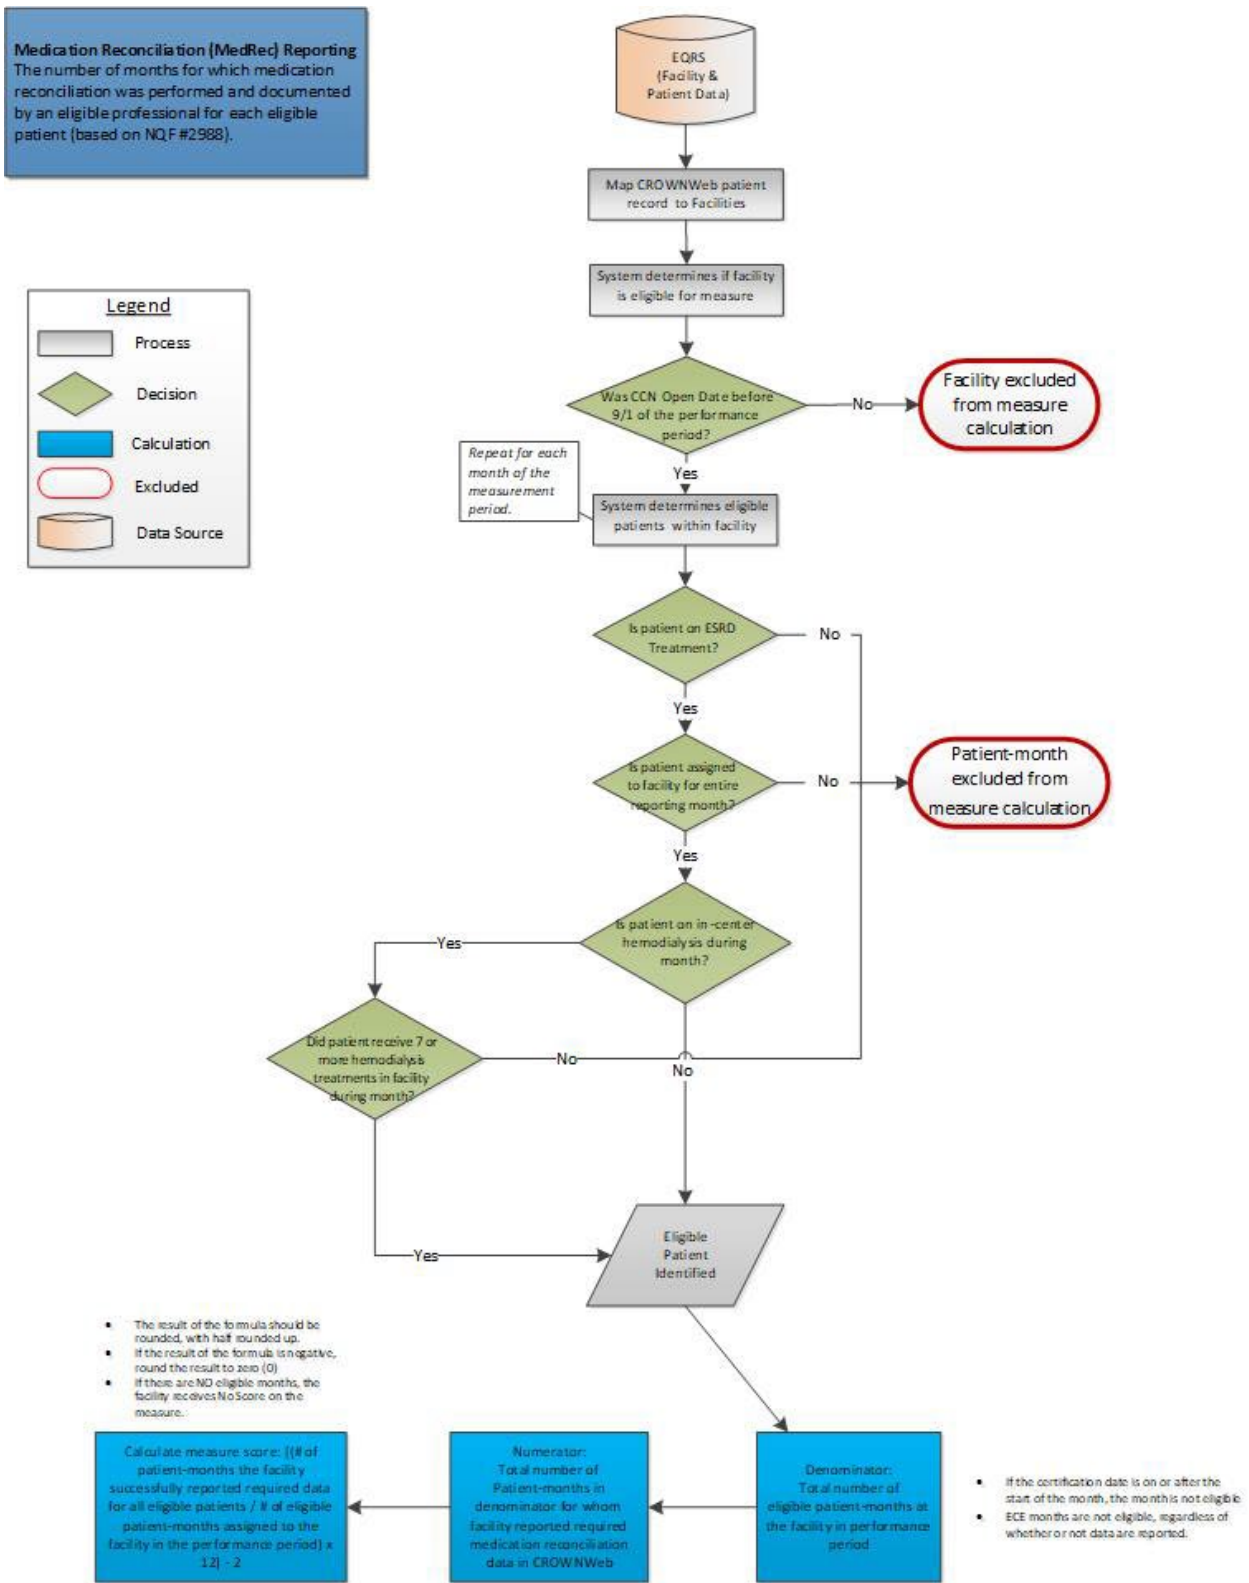 Medication Reconciliation (MedRec) Reporting
The number of months for which medication
reconciliation was performed and documented
by an eligible professional for each eligible
patient (based on NQF #2988).
EQRS
(Facility &
Patient Data)
Map CROWNWeb patient
record to Facilities
System determines if facility
is eligible for measure
Legend
Process
Decision
Calculation
Excluded
Data Source
Was CCN Open Date before
9/1 of the performance
period?
No
Facility excluded
from measure
calculation
Yes
Repeat for each
month of the
measurement
period.
System determines eligible
patients within facility
Is patient on ESRD
Treatment?
No
Yes
Is patient assigned
to facility for entire
reporting month?
No
Patient-month
excluded from
measure calculation
Yes
Is patient on in-center
hemodialysis during
month?
Yes
Did patient receive 7 or
more hemodialysis
treatments in facility
during month?
No
No
Yes
Eligible
Patient
Identified
• The result of the formula should be
rounded, with half rounded up.
• If the result of the formula is negative,
round the result to zero (0)
• If there are NO eligible months, the
facility receives No Score on the
measure.
Calculate measure score: [(# of
patient-months the facility
successfully reported required data
for all eligible patients / # of eligible
patient-months assigned to the
facility in the performance period) x
12] - 2
Numerator:
Total number of
Patient-months in
denominator for whom
facility reported required
medication reconciliation
data in CROWNWeb
Denominator:
Total number of
eligible patient-months at
the facility in performance
period
• If the certification date is on or after the
start of the month, the month is not eligible
• ECE months are not eligible, regardless of
whether or not data are reported.